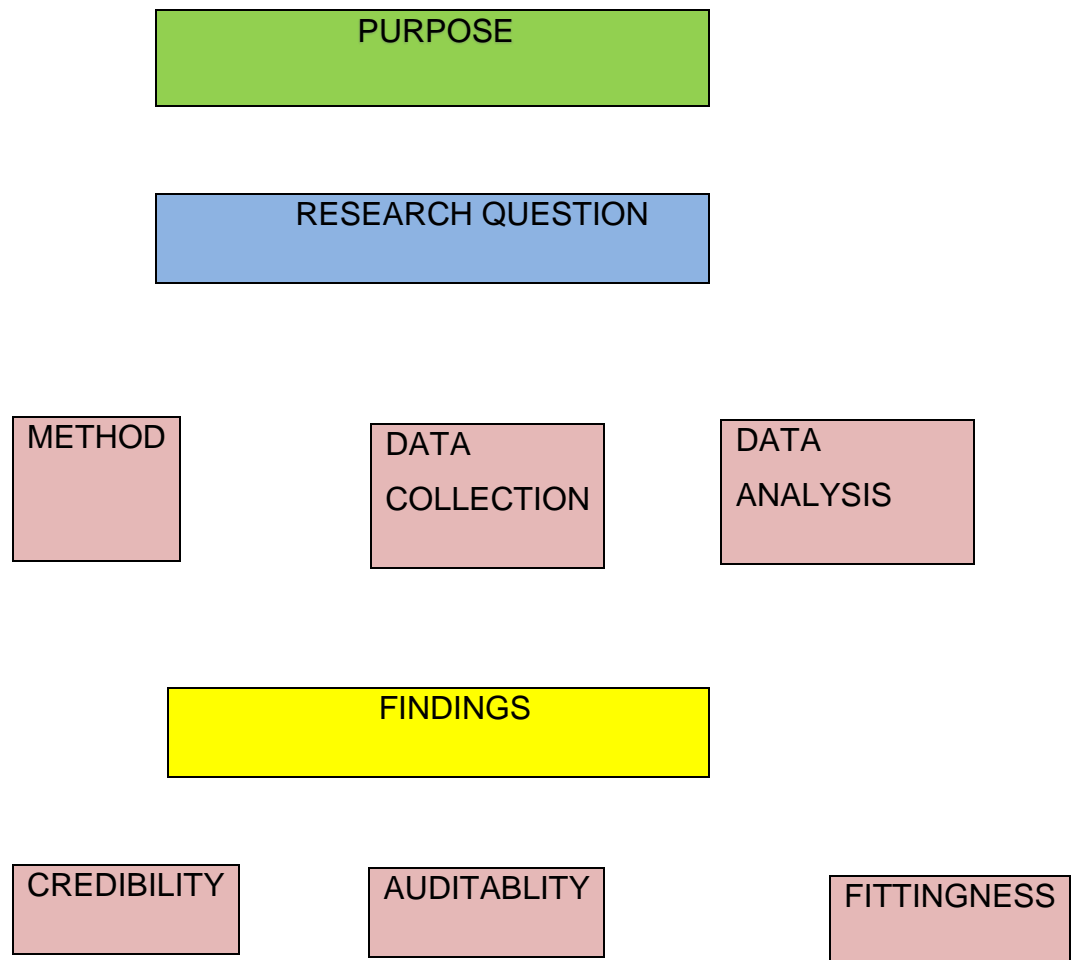 PURPOSE
RESEARCH QUESTION
METHOD
DATA
COLLECTION
DATA
ANALYSIS
FINDINGS
CREDIBILITY
AUDITABLITY
FITTINGNESS